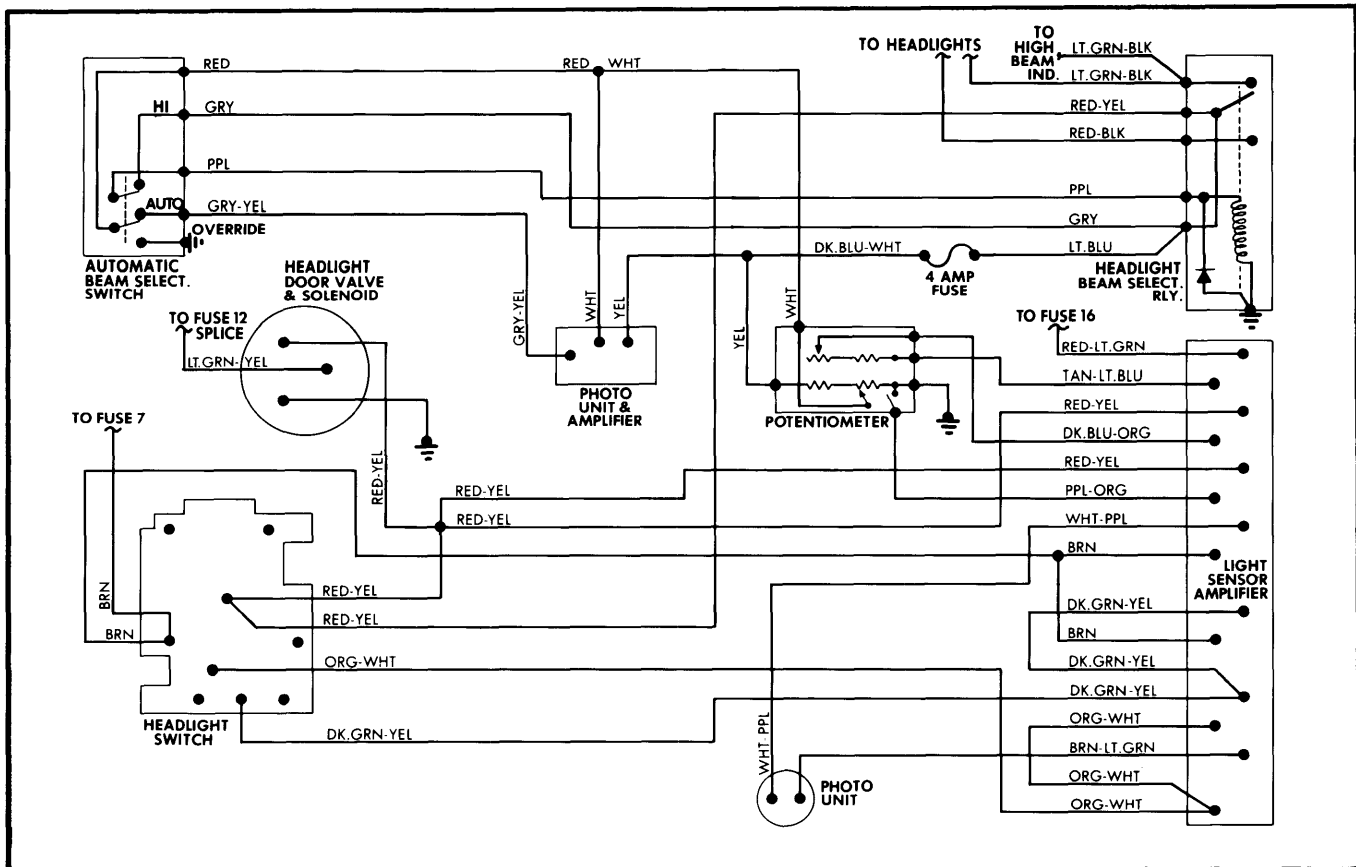 TO HEADLIGHTS
TO
HIGH
BEAM
IND.
LT.GRN-BLK
RED
RED
WHT
LT.GRN-BLK
HI
GRY
RED-YEL
RED-BLK
PPL
PPL
AUTO
GRY-YEL
GRY
OVERRIDE
DK.BLU-WHT
LT.BLU
AUTOMATIC
BEAM SELECT.
SWITCH
HEADLIGHT
DOOR VALVE
& SOLENOID
4 AMP
FUSE
HEADLIGHT
BEAM SELECT.
RLY.
GRY-YEL
WHT
YEL
WHT
YEL
TO FUSE 12
SPLICE
TO FUSE 16
LT.GRN-YEL
RED-LT.GRN
TAN-LT.BLU
PHOTO
UNIT &
AMPLIFIER
RED-YEL
POTENTIOMETER
TO FUSE 7
DK.BLU-ORG
RED-YEL
RED-YEL
RED-YEL
PPL-ORG
RED-YEL
WHT-PPL
BRN
LIGHT
SENSOR
AMPLIFIER
BRN
RED-YEL
DK.GRN-YEL
RED-YEL
BRN
BRN
ORG-WHT
DK.GRN-YEL
DK.GRN-YEL
HEADLIGHT
SWITCH
DK.GRN-YEL
ORG-WHT
WHT-PPL
BRN-LT.GRN
PHOTO
UNIT
ORG-WHT
ORG-WHT